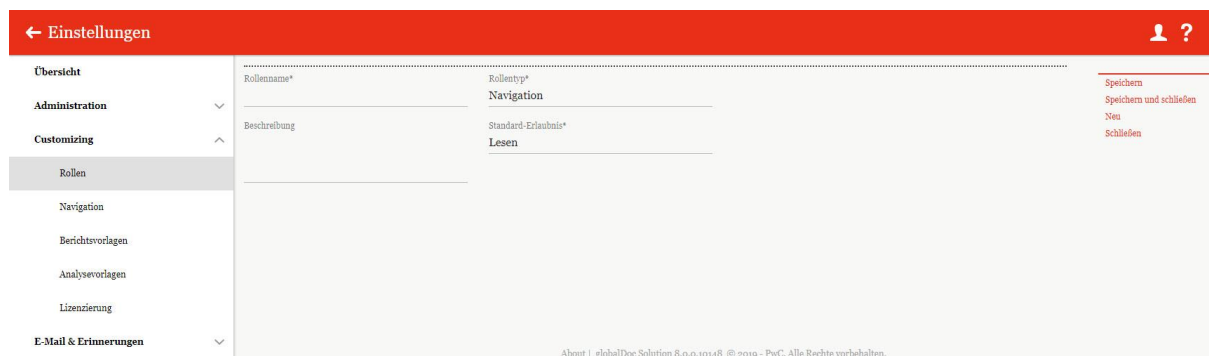 ← Einstellungen
?
Übersicht
Administration
Customizing
Rollen
Navigation
Berichtsvorlagen
Analysevorlagen
Lizenzierung
E-Mail & Erinnerungen
Rollenname*
Rollentyp*
Navigation
Beschreibung
Standard-Erlaubnis*
Lesen
Speichern
Speichern und schließen
Neu
Schließen
About | globalDoc Solution 8.0.0.10148 © 2019 - PwC. Alle Rechte vorbehalten.